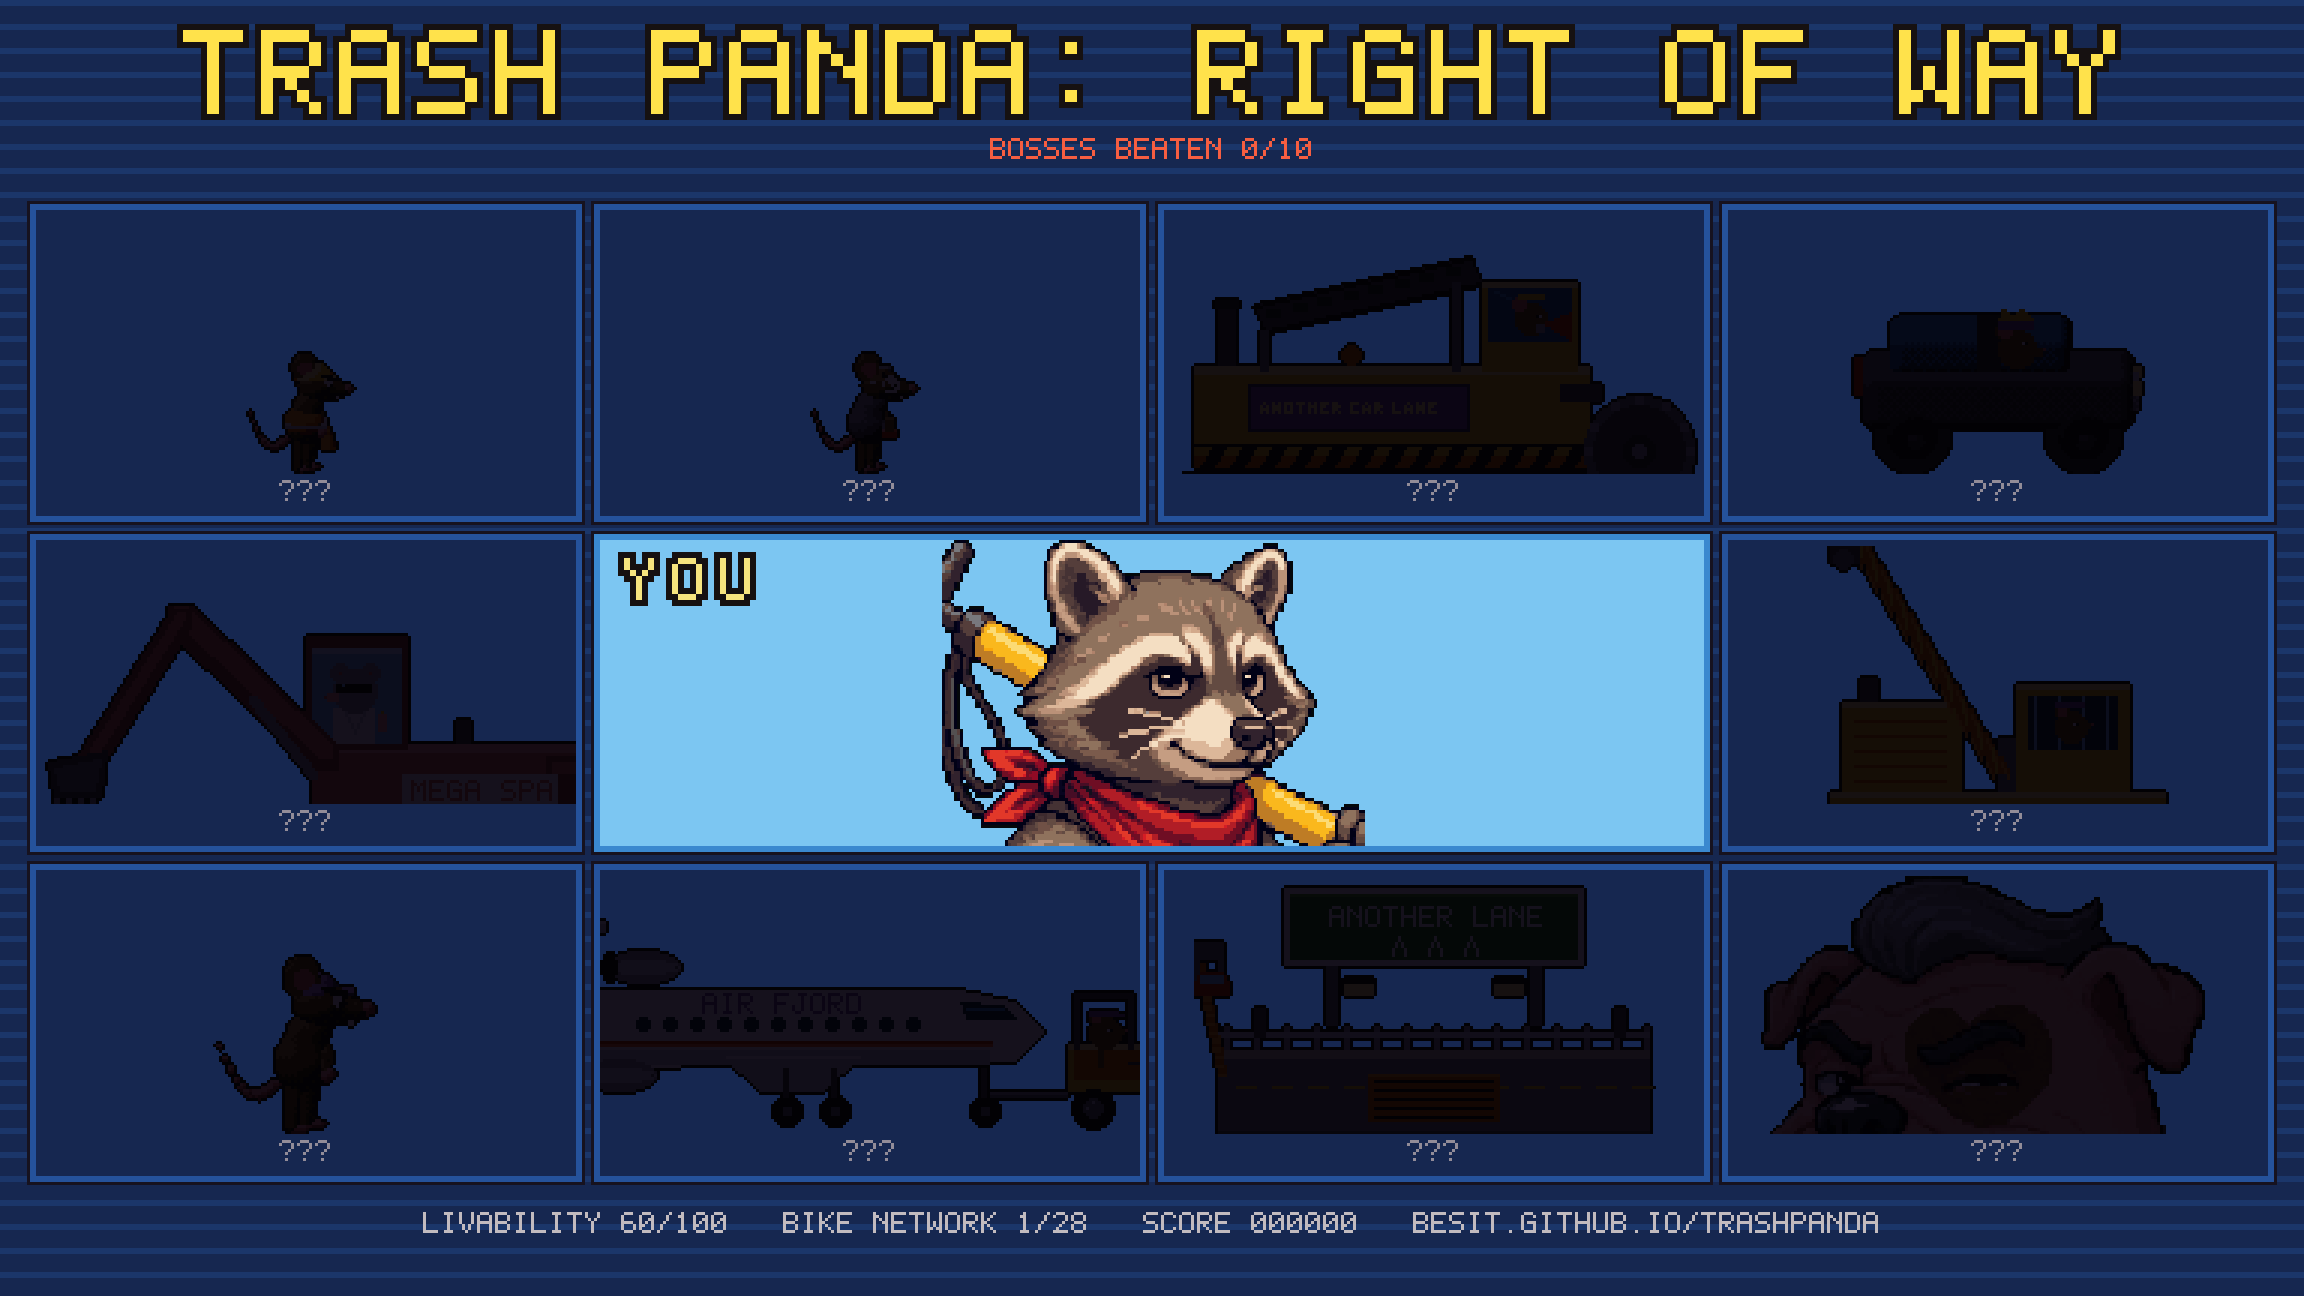 TRASH PANDA: RIGHT OF WAY
BOSSES BEATEN 0/10
ANOTHER CAR LANE
???
???
???
???
YOU
MEGA SPA
???
???
AIR FJORD
ANOTHER LANE
Λ Λ Λ
???
???
???
???
LIVABILITY 60/100 BIKE NETWORK 1/28 SCORE 000000 BESIT.GITHUB.IO/TRASHPANDA